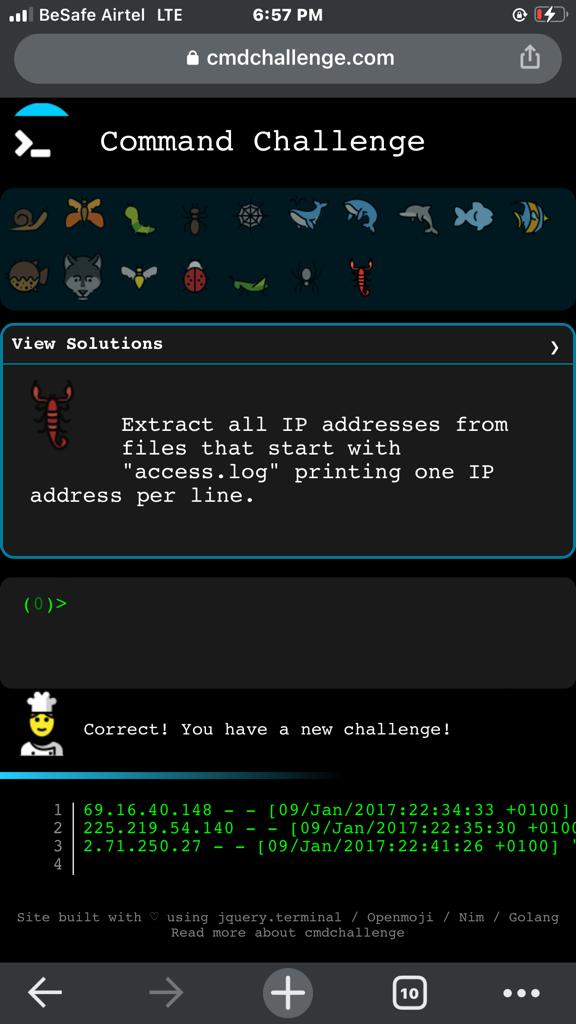 BeSafe Airtel LTE 6:57 PM
cmdchallenge.com
Command Challenge
View Solutions
Extract all IP addresses from
files that start with
"access.log" printing one IP
address per line.
(0)>
Correct! You have a new challenge!
1 69.16.40.148 - - [09/Jan/2017:22:34:33 +0100]
2 225.219.54.140 - - [09/Jan/2017:22:35:30 +0100
3 2.71.250.27 - - [09/Jan/2017:22:41:26 +0100] "
4
Site built with ♡ using jquery.terminal / Openmoji / Nim / Golang
Read more about cmdchallenge
10